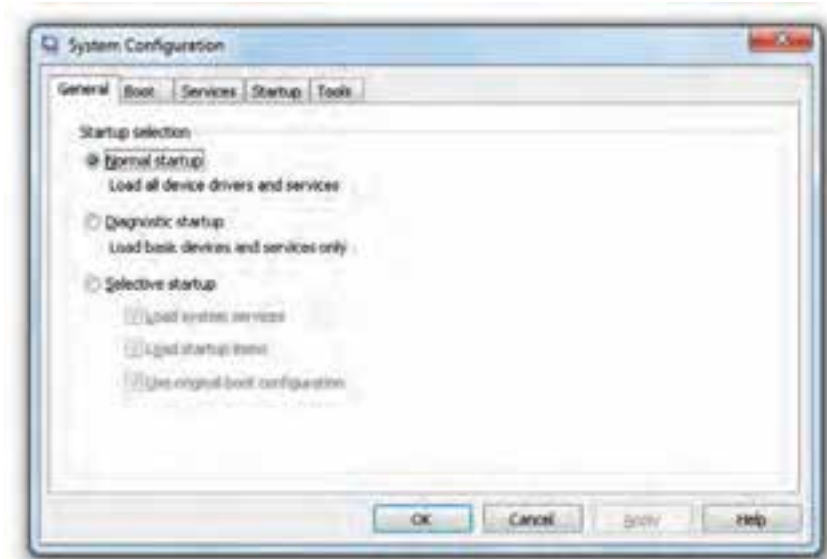 System Configuration
General Boot Services Startup Tools
Startup selection
Normal startup
Load all device drivers and services
Diagnostic startup
Load basic devices and services only
Selective startup
Load system services
Load startup items
Use original boot configuration
OK Cancel Apply Help